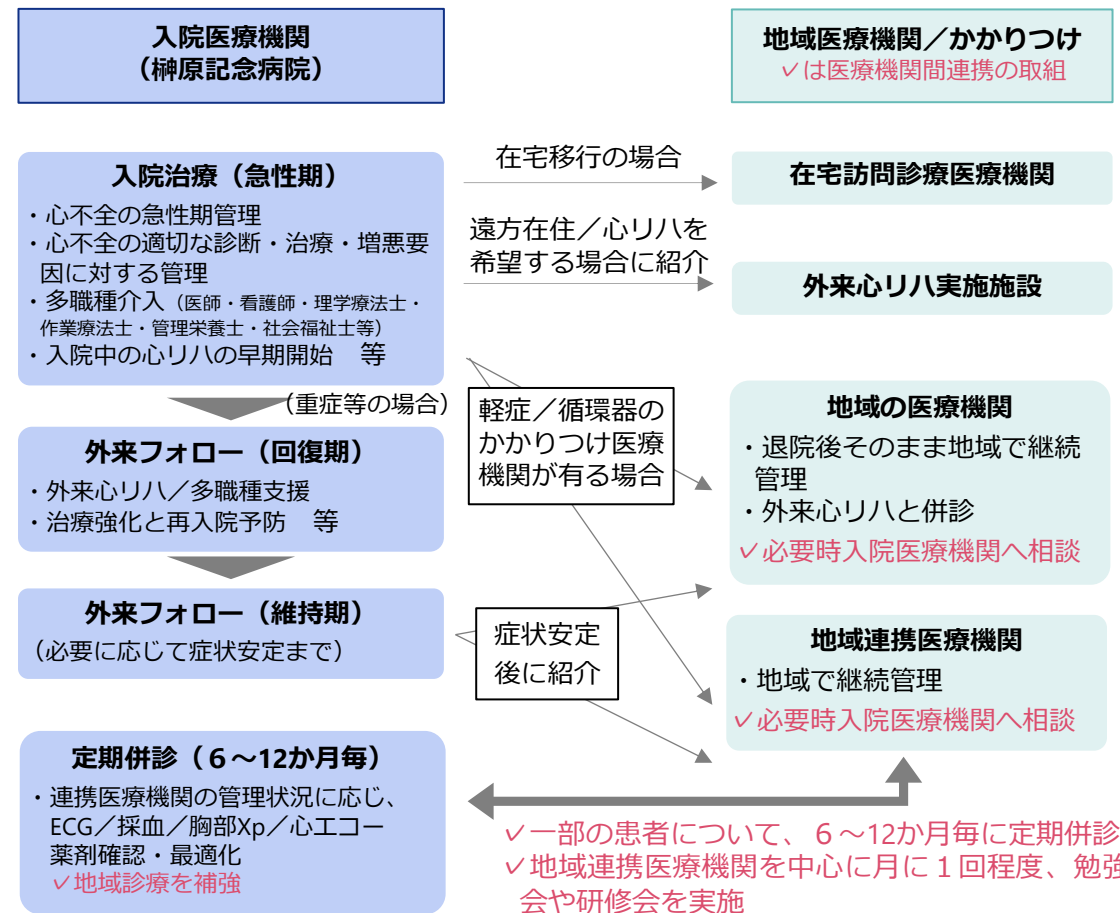 入院医療機関
（榊原記念病院）
地域医療機関／かかりつけ
✓は医療機関間連携の取組
入院治療（急性期）
・心不全の急性期管理
・心不全の適切な診断・治療・増悪要
因に対する管理
・多職種介入（医師・看護師・理学療法士・
作業療法士・管理栄養士・社会福祉士等）
・入院中の心リハの早期開始　等
在宅移行の場合
在宅訪問診療医療機関
遠方在住／心リハを
希望する場合に紹介
外来心リハ実施施設
（重症等の場合）
軽症／循環器の
かかりつけ医療
機関が有る場合
地域の医療機関
・退院後そのまま地域で継続
管理
・外来心リハと併診
✓必要時入院医療機関へ相談
外来フォロー（回復期）
・外来心リハ／多職種支援
・治療強化と再入院予防　等
外来フォロー（維持期）
（必要に応じて症状安定まで）
症状安定
後に紹介
地域連携医療機関
・地域で継続管理
✓必要時入院医療機関へ相談
定期併診（６～12か月毎）
・連携医療機関の管理状況に応じ、
ECG／採血／胸部Xp／心エコー
薬剤確認・最適化
✓地域診療を補強
✓一部の患者について、６～12か月毎に定期併診
✓地域連携医療機関を中心に月に１回程度、勉強
会や研修会を実施